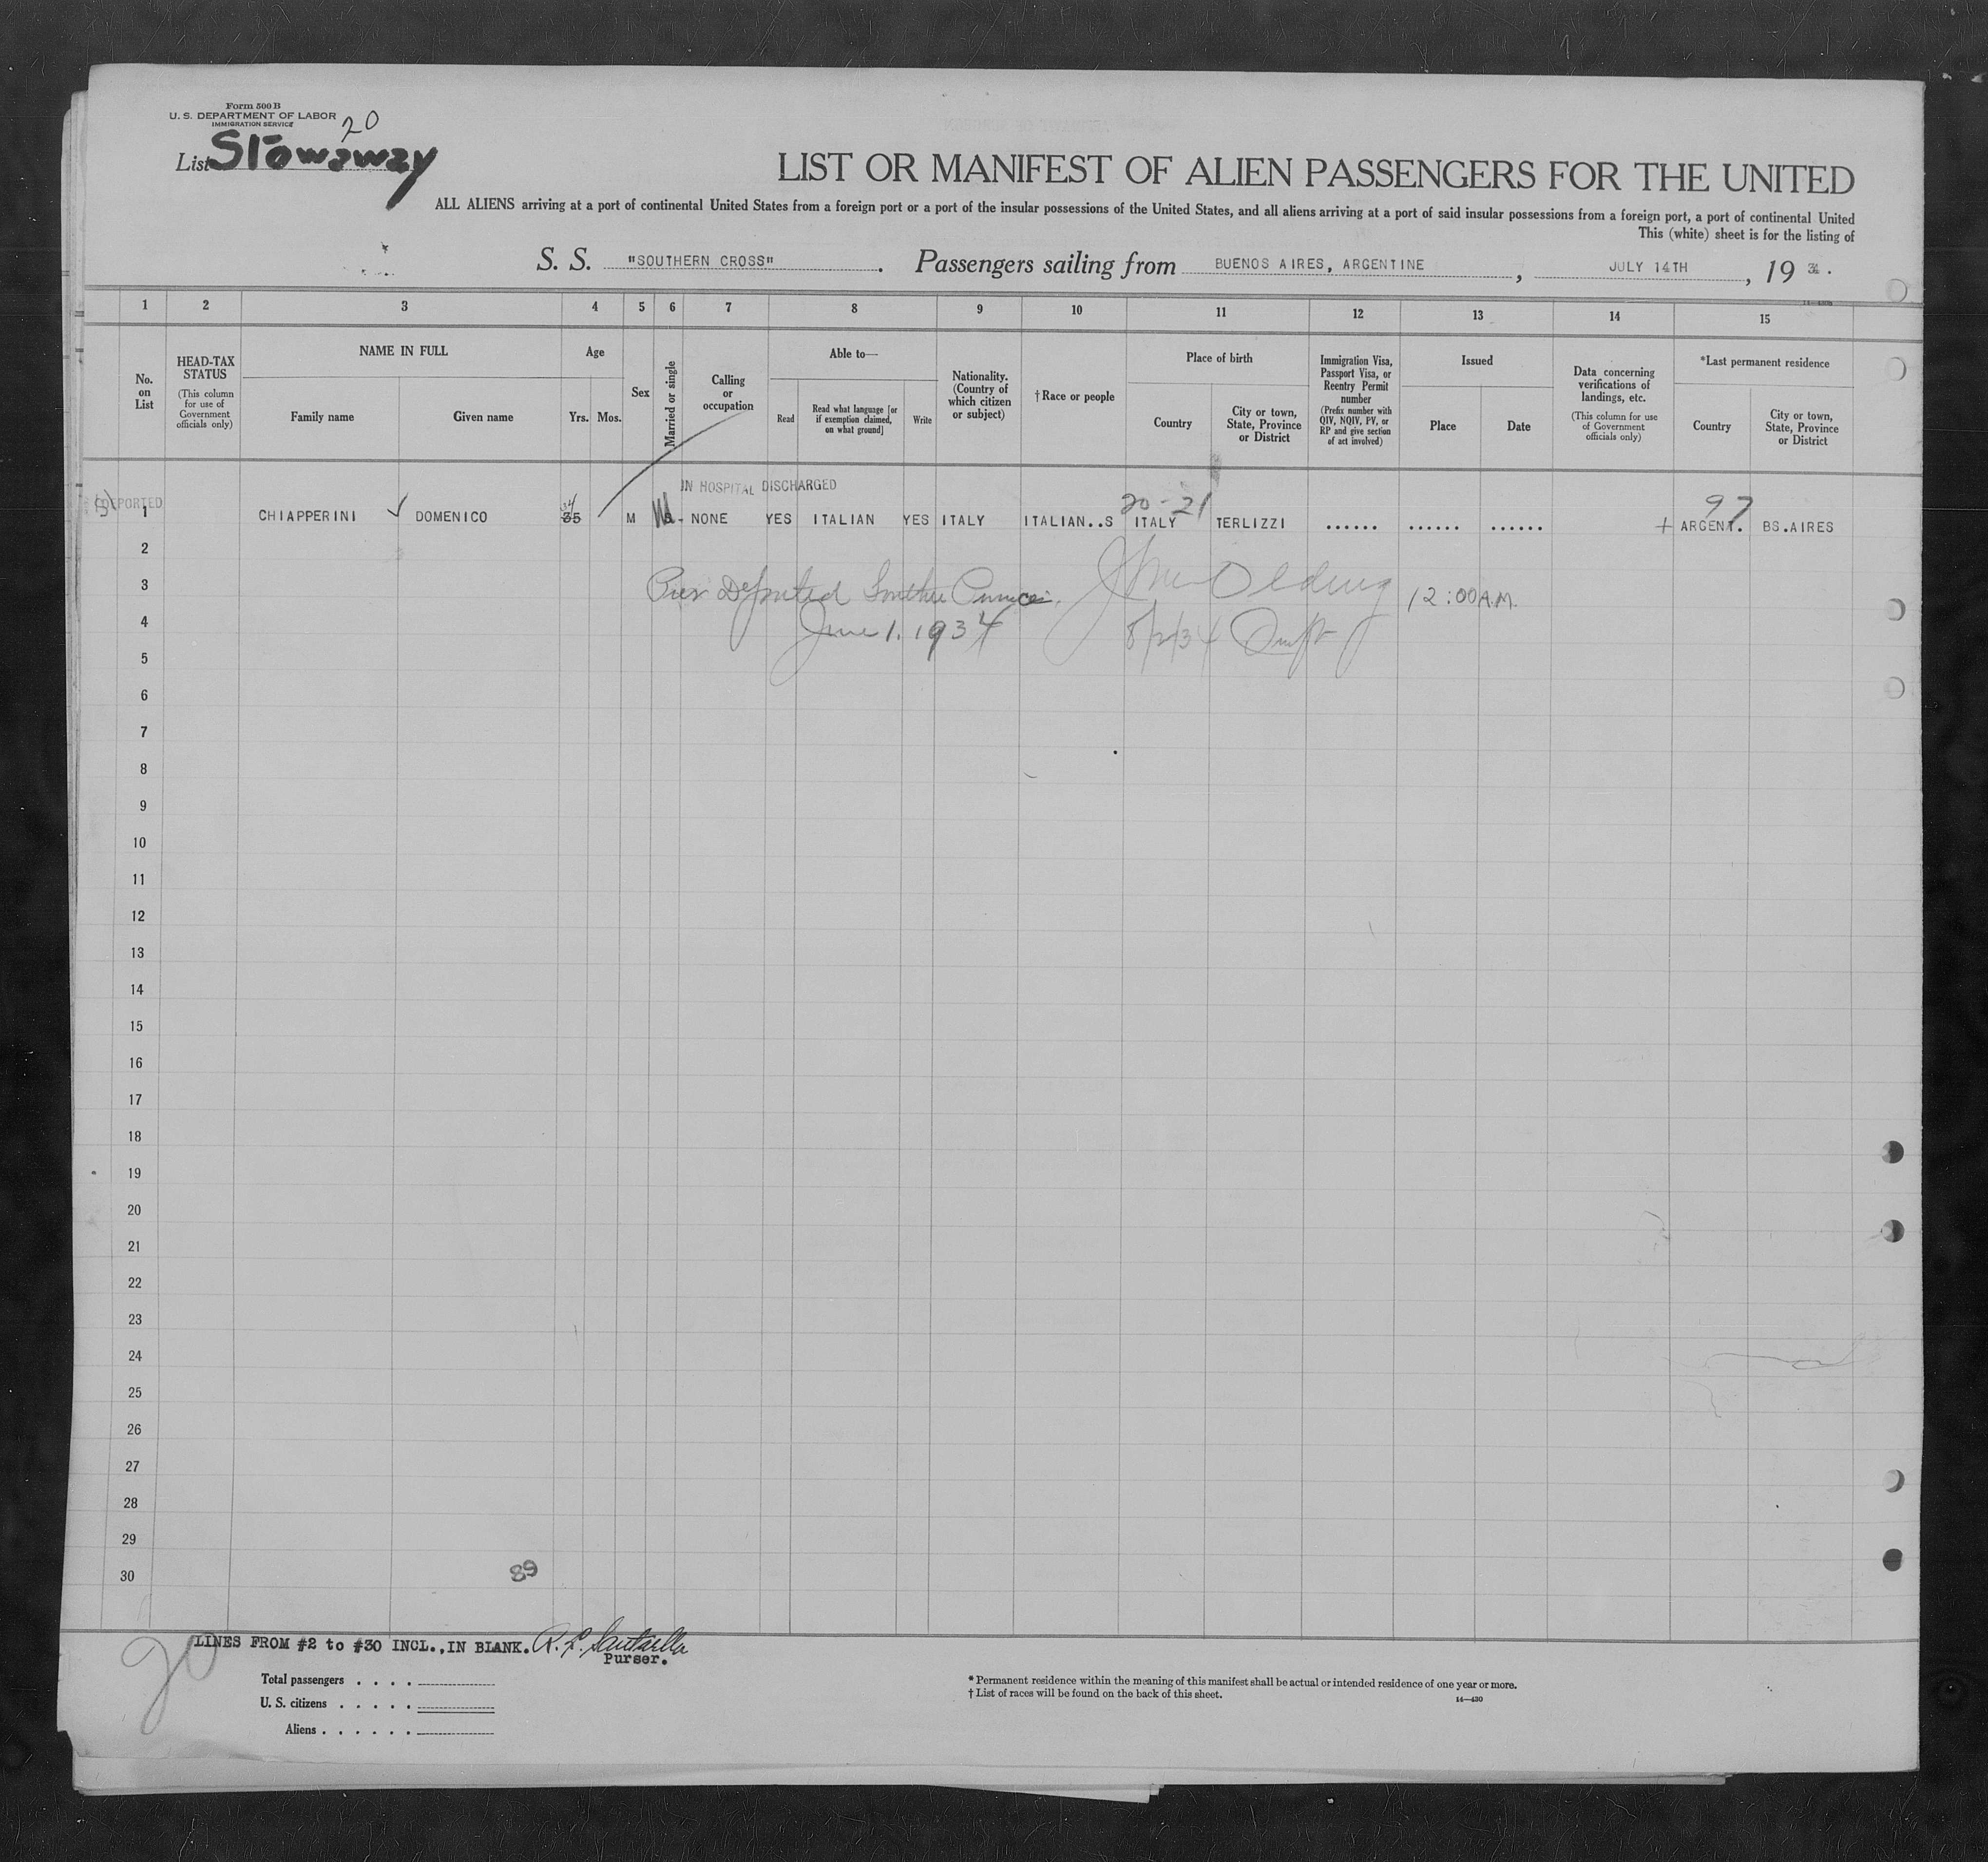 Form 500 B
U. S. DEPARTMENT OF LABOR
IMMIGRATION SERVICE
20
List Stowaway
LIST OR MANIFEST OF ALIEN PASSENGERS FOR THE UNITED
ALL ALIENS arriving at a port of continental United States from a foreign port or a port of the insular possessions of the United States, and all aliens arriving at a port of said insular possessions from a foreign port, a port of continental United
This (white) sheet is for the listing of
S. S. "SOUTHERN CROSS". Passengers sailing from BUENOS AIRES, ARGENTINE, JULY 14TH, 19 34.
1 2 3 4 5 6 7 8 9 10 11 12 13 14 15
No. on List
HEAD-TAX STATUS
(This column for use of Government officials only)
NAME IN FULL
Family name
Given name
Age
Yrs. Mos.
Sex
Married or single
Calling or occupation
Able to—
Read
Read what language [or if exemption claimed, on what ground]
Write
Nationality. (Country of which citizen or subject)
† Race or people
Place of birth
Country
City or town, State, Province or District
Immigration Visa, Passport Visa, or Reentry Permit number
(Prefix number with QIV, NQIV, PV, or RP and give section of act involved)
Issued
Place
Date
Data concerning verifications of landings, etc.
(This column for use of Government officials only)
*Last permanent residence
Country
City or town, State, Province or District
DEPORTED
IN HOSPITAL DISCHARGED
34
20-21
97
1 CHIAPPERINI ✓ DOMENICO 35 M S M - NONE YES ITALIAN YES ITALY ITALIAN..S ITALY TERLIZZI ...... ...... ...... + ARGENT. BS.AIRES
2
3 Prev Deported Southern Olding 12:00 A.M.
4 June 1. 1934 8/2/34
5
6
7
8
9
10
11
12
13
14
15
16
17
18
19
20
21
22
23
24
25
26
27
28
29
30
89
20
LINES FROM #2 to #30 INCL., IN BLANK. R. L. Santaella
Purser.
Total passengers . . . .
U. S. citizens . . . . .
Aliens . . . . . .
* Permanent residence within the meaning of this manifest shall be actual or intended residence of one year or more.
† List of races will be found on the back of this sheet.
14—430